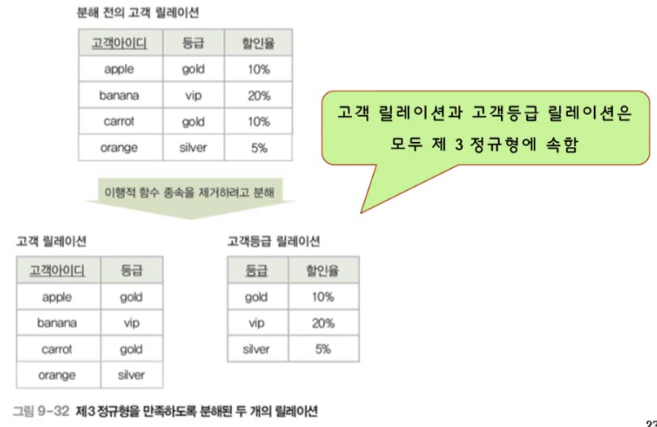 분해 전의 고객 릴레이션
고객아이디 등급 할인율
apple gold 10%
banana vip 20%
carrot gold 10%
orange silver 5%
고객 릴레이션과 고객등급 릴레이션은
모두 제 3 정규형에 속함
이행적 함수 종속을 제거하려고 분해
고객 릴레이션
고객아이디 등급
apple gold
banana vip
carrot gold
orange silver
고객등급 릴레이션
등급 할인율
gold 10%
vip 20%
silver 5%
그림 9-32 제3정규형을 만족하도록 분해된 두 개의 릴레이션